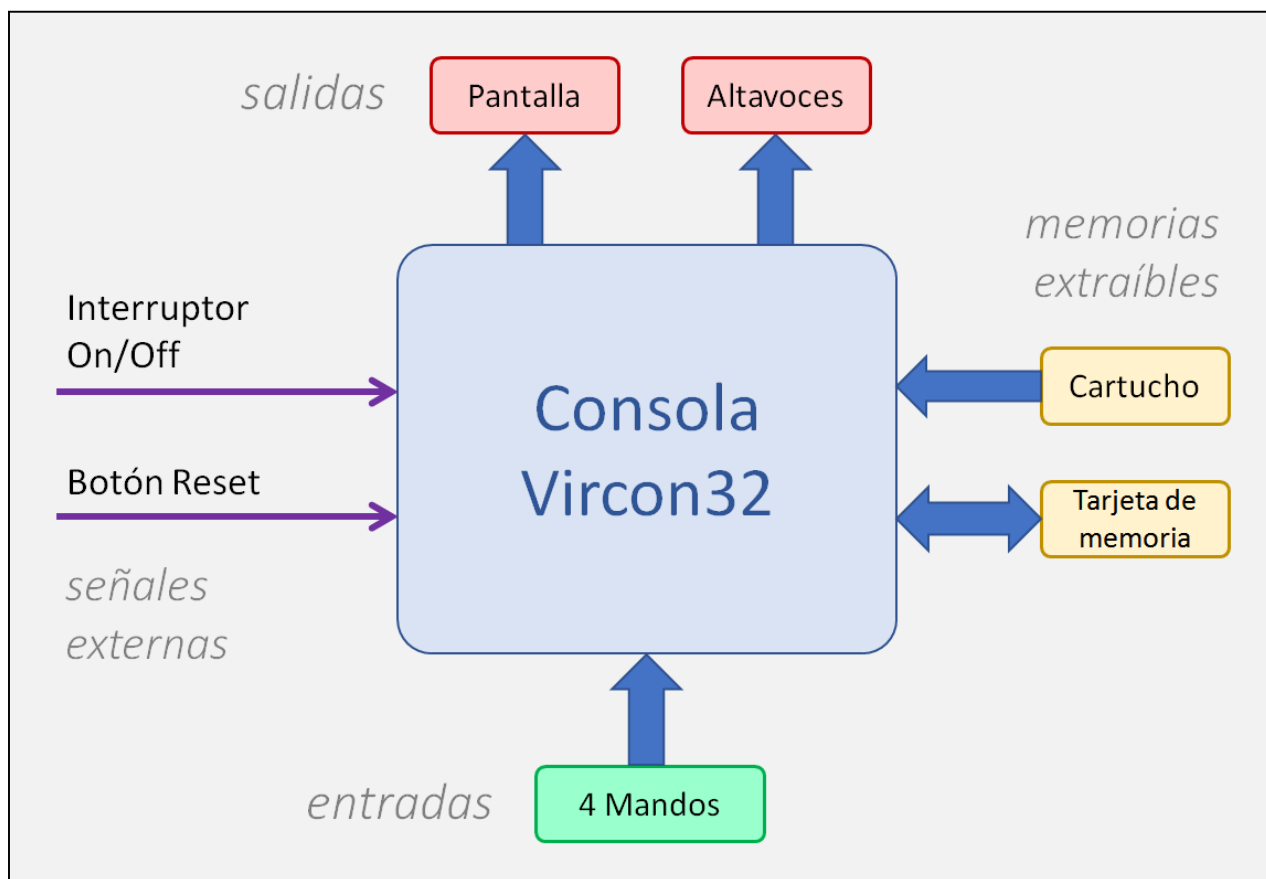 salidas
Pantalla
Altavoces
memorias
extraíbles
Interruptor
On/Off
Cartucho
Consola
Vircon32
Botón Reset
Tarjeta de
memoria
señales
externas
entradas
4 Mandos